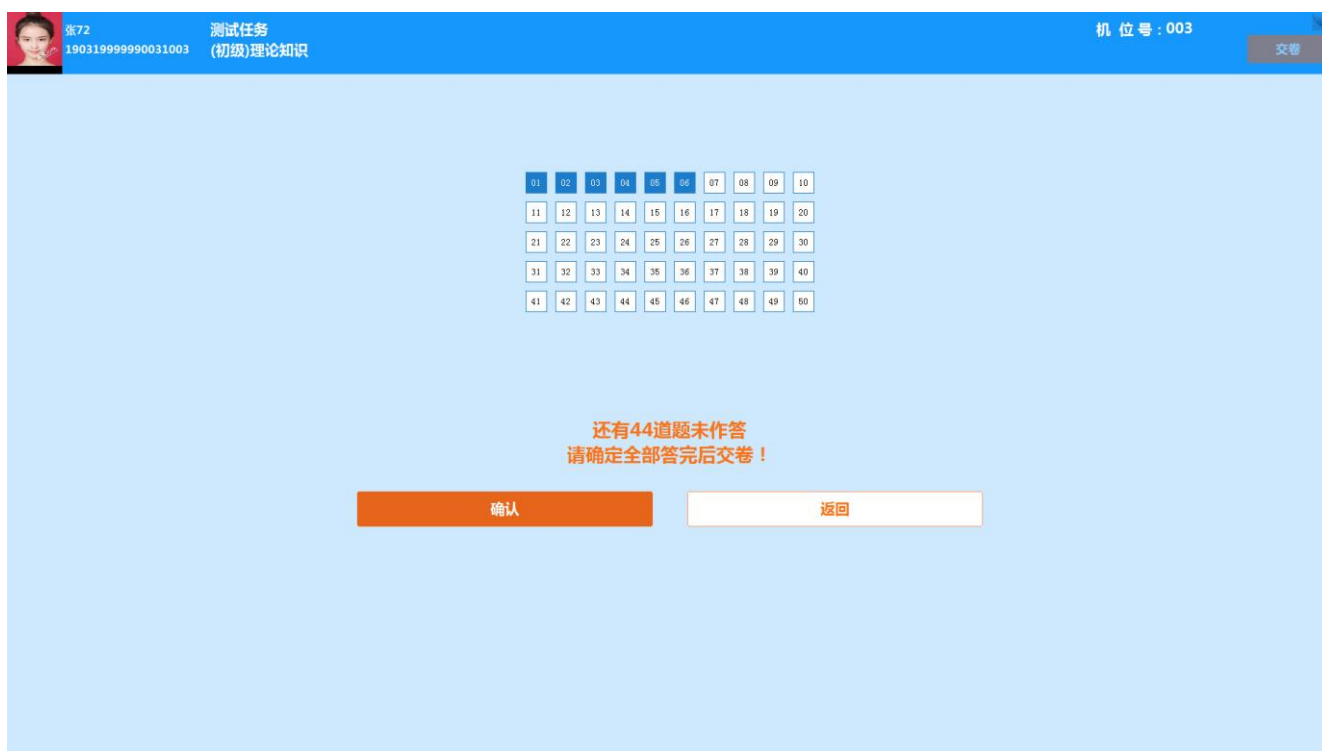 张72
190319999990031003
测试任务
(初级)理论知识
机 位 号 : 003
交卷
01 02 03 04 05 06 07 08 09 10
11 12 13 14 15 16 17 18 19 20
21 22 23 24 25 26 27 28 29 30
31 32 33 34 35 36 37 38 39 40
41 42 43 44 45 46 47 48 49 50
还有44道题未作答
请确定全部答完后交卷！
确认
返回